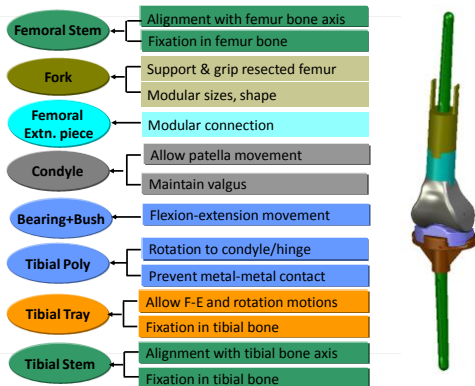 Femoral Stem
Alignment with femur bone axis
Fixation in femur bone
Fork
Support & grip resected femur
Modular sizes, shape
Femoral
Extn. piece
Modular connection
Condyle
Allow patella movement
Maintain valgus
Bearing+Bush
Flexion-extension movement
Tibial Poly
Rotation to condyle/hinge
Prevent metal-metal contact
Tibial Tray
Allow F-E and rotation motions
Fixation in tibial bone
Tibial Stem
Alignment with tibial bone axis
Fixation in tibial bone